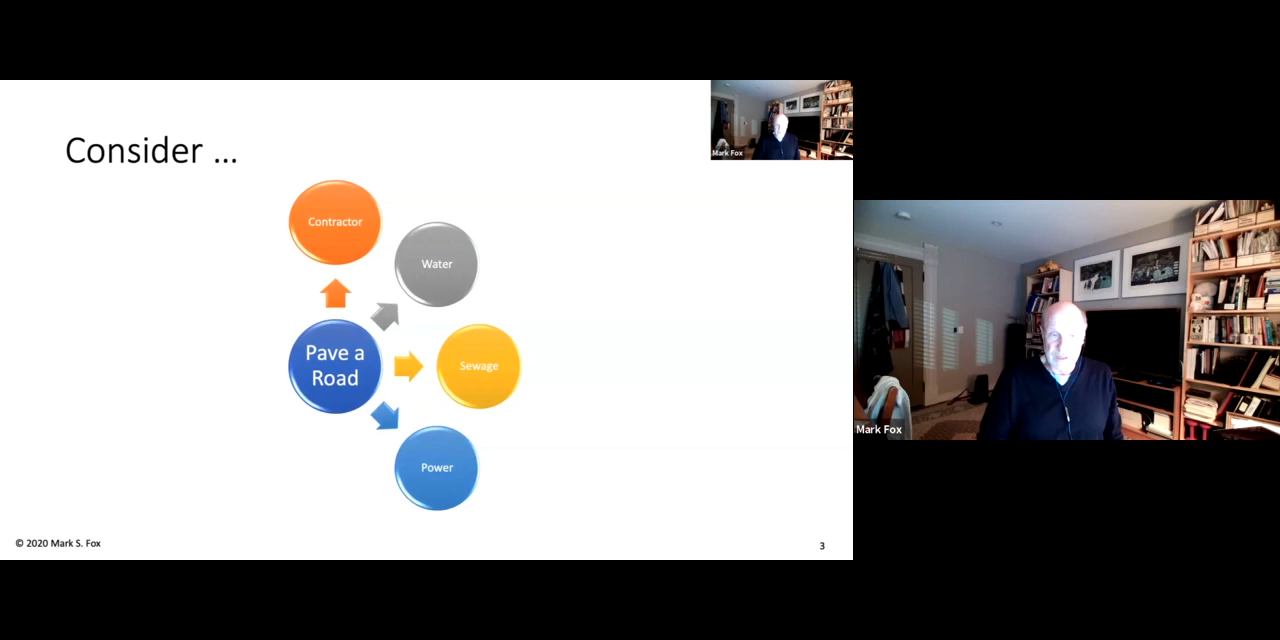 Consider ...
Mark Fox
Contractor
Water
Pave a
Road
Sewage
Power
© 2020 Mark S. Fox
3
Mark Fox